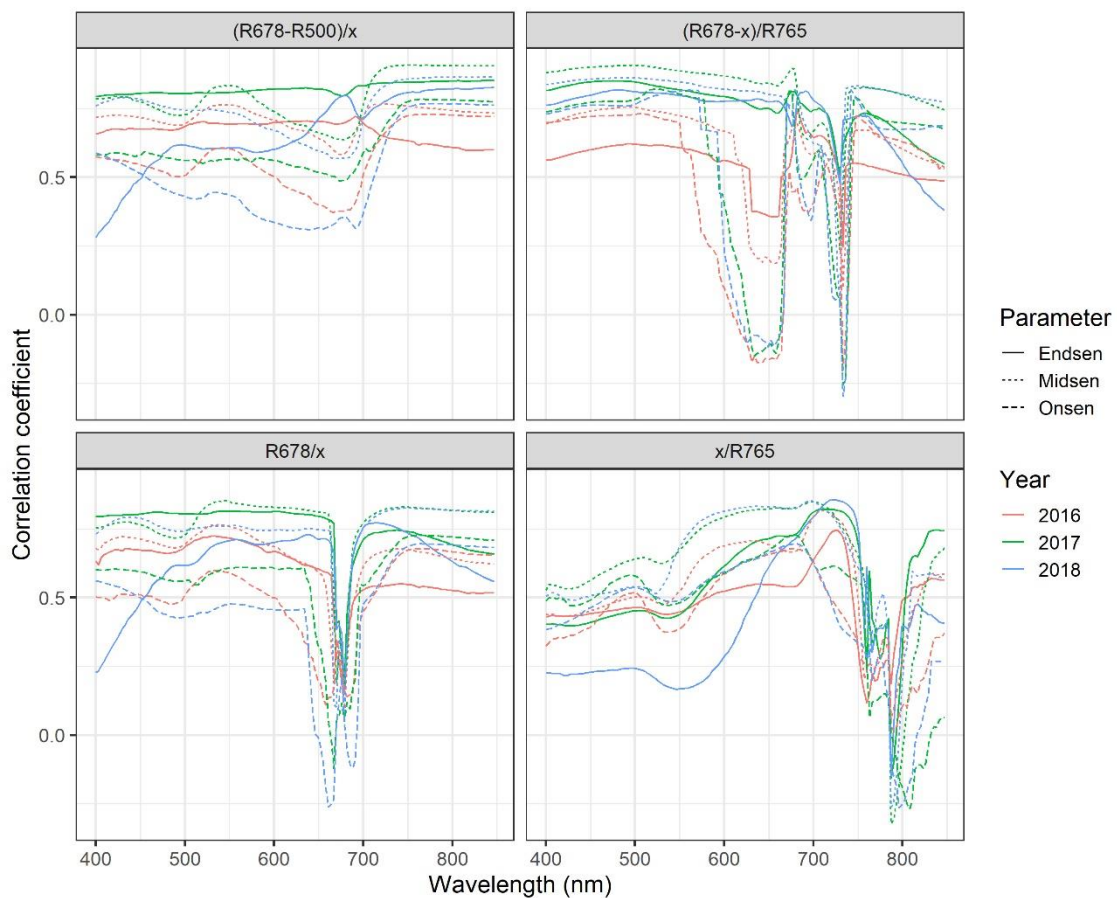 (R678-R500)/x
(R678-x)/R765
0.5
0.0
R678/x
x/R765
0.5
0.0
400 500 600 700 800
400 500 600 700 800
Wavelength (nm)
Correlation coefficient
Parameter
Endsen
Midsen
Onsen
Year
2016
2017
2018